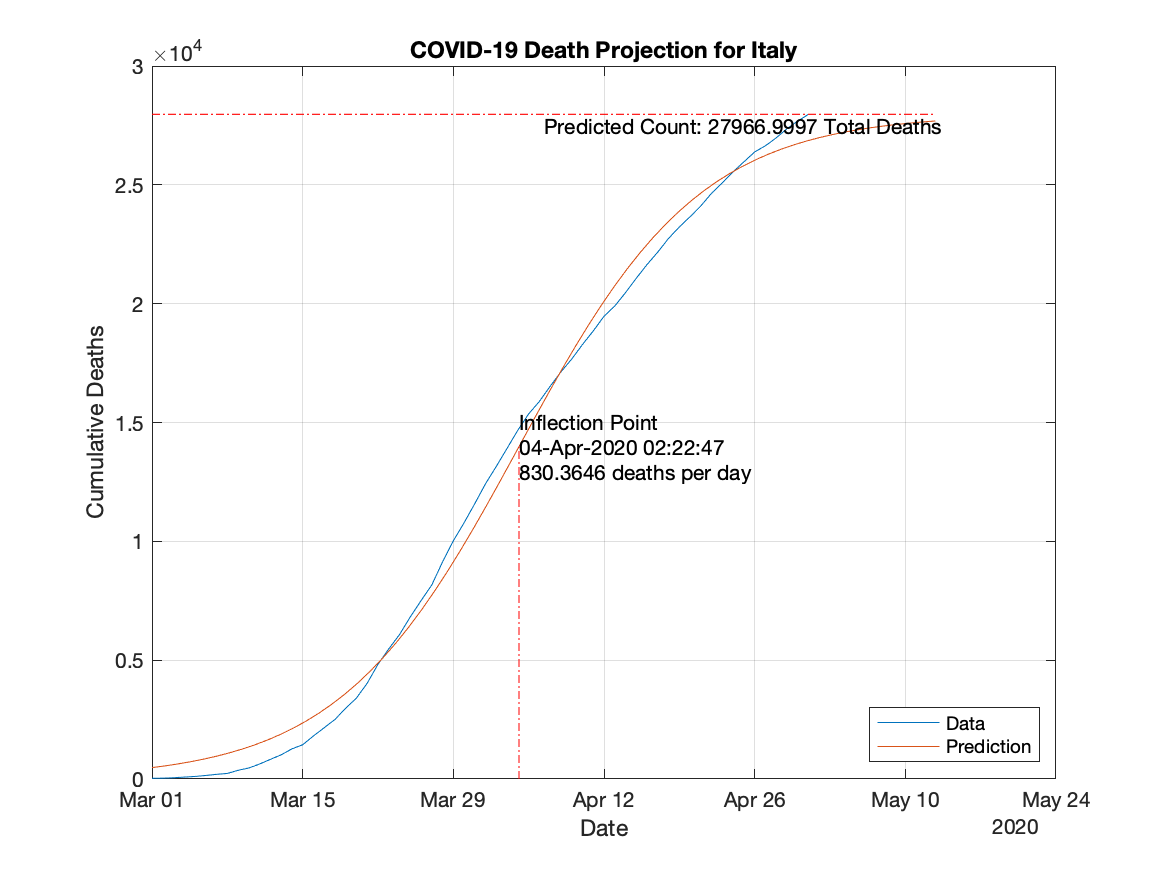 COVID-19 Death Projection for Italy
×10⁴
3
Predicted Count: 27966.9997 Total Deaths
2.5
2
1.5
Inflection Point
04-Apr-2020 02:22:47
830.3646 deaths per day
1
0.5
0
Cumulative Deaths
Data
Prediction
Mar 01 Mar 15 Mar 29 Apr 12 Apr 26 May 10 May 24
Date
2020